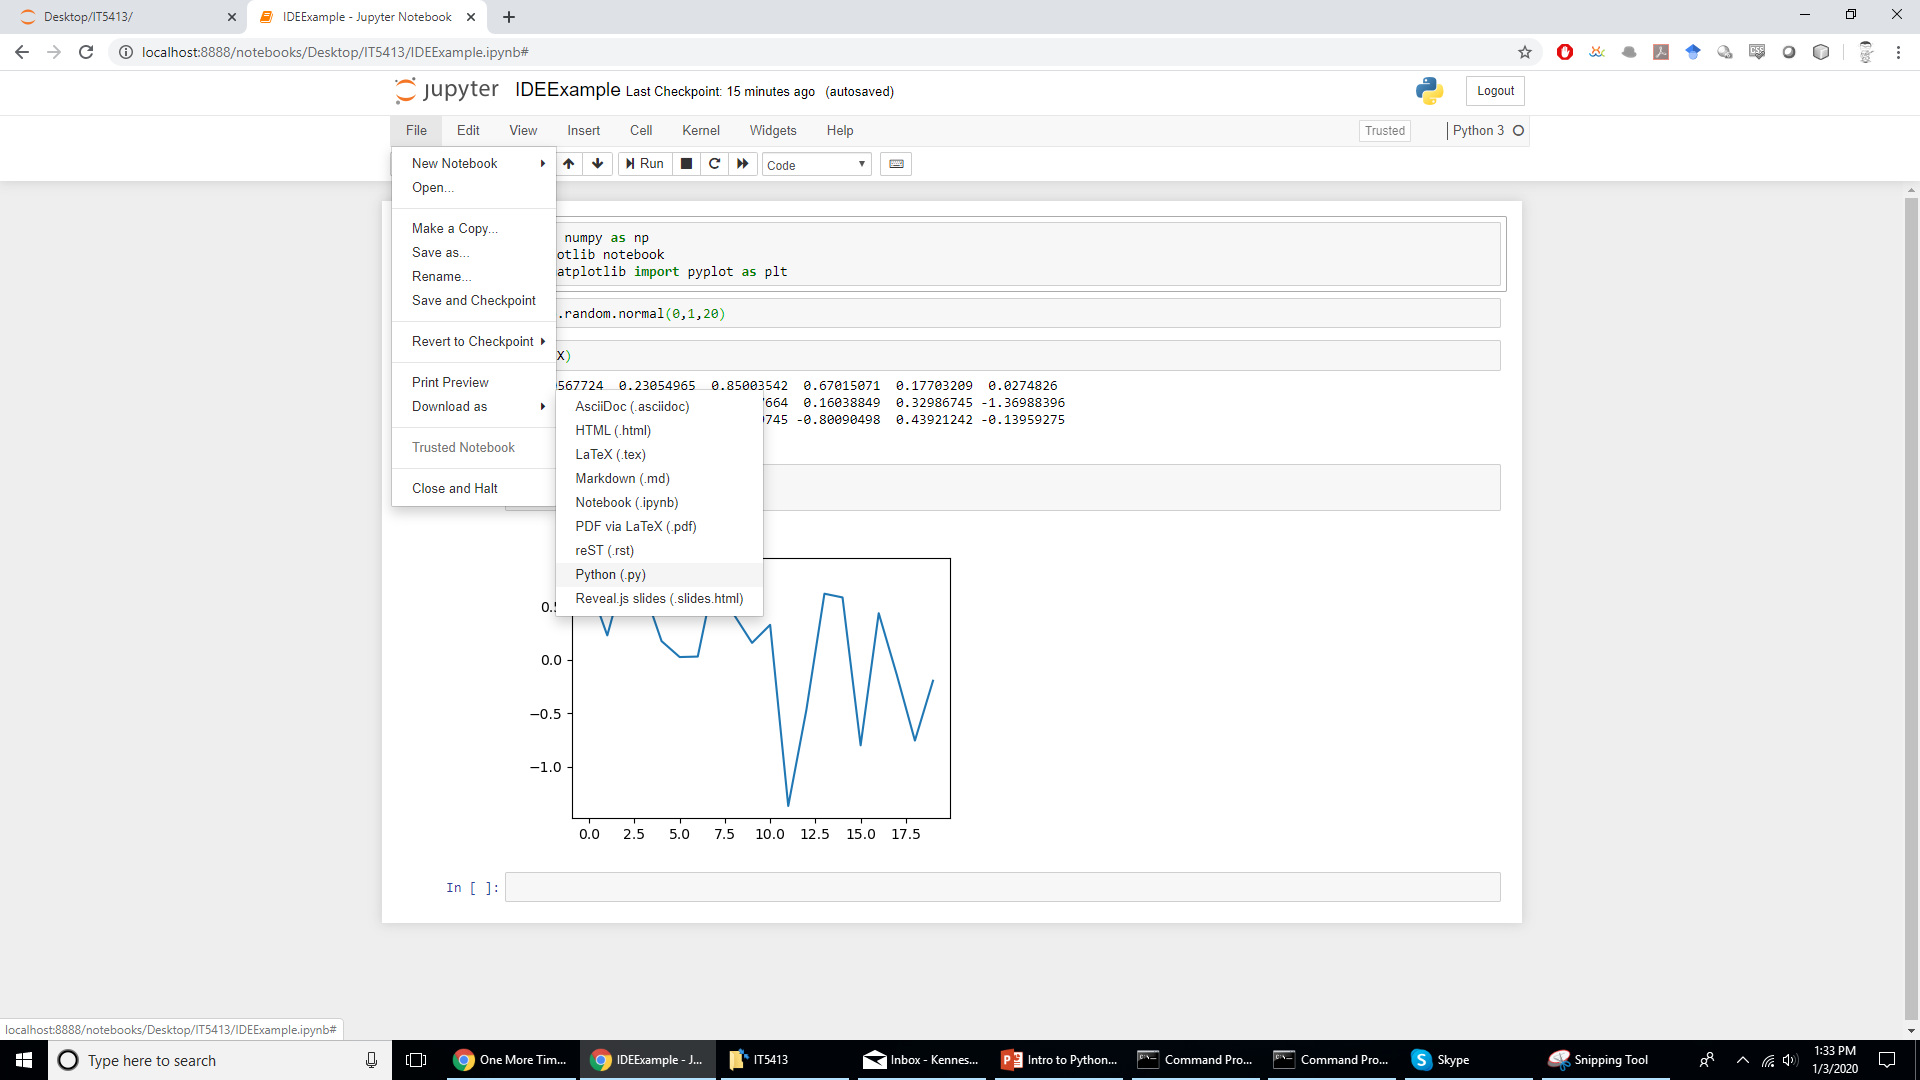 Desktop/IT5413/
IDEExample - Jupyter Notebook
localhost:8888/notebooks/Desktop/IT5413/IDEExample.ipynb#
jupyter IDEExample Last Checkpoint: 15 minutes ago (autosaved)
Logout
File Edit View Insert Cell Kernel Widgets Help
Trusted
Python 3
Run
Code
New Notebook
Open...
Make a Copy...
Save as...
Rename...
Save and Checkpoint
Revert to Checkpoint
Print Preview
Download as
Trusted Notebook
Close and Halt
numpy as np
otlib notebook
atplotlib import pyplot as plt
.random.normal(0,1,20)
X)
0567724 0.23054965 0.85003542 0.67015071 0.17703209 0.0274826
7664 0.16038849 0.32986745 -1.36988396
9745 -0.80090498 0.43921242 -0.13959275
AsciiDoc (.asciidoc)
HTML (.html)
LaTeX (.tex)
Markdown (.md)
Notebook (.ipynb)
PDF via LaTeX (.pdf)
reST (.rst)
Python (.py)
Reveal.js slides (.slides.html)
0.0
−0.5
−1.0
0.0 2.5 5.0 7.5 10.0 12.5 15.0 17.5
In [ ]:
localhost:8888/notebooks/Desktop/IT5413/IDEExample.ipynb#
Type here to search
One More Tim...
IDEExample - J...
IT5413
Inbox - Kennes...
Intro to Python...
Command Pro...
Command Pro...
Skype
Snipping Tool
1:33 PM
1/3/2020